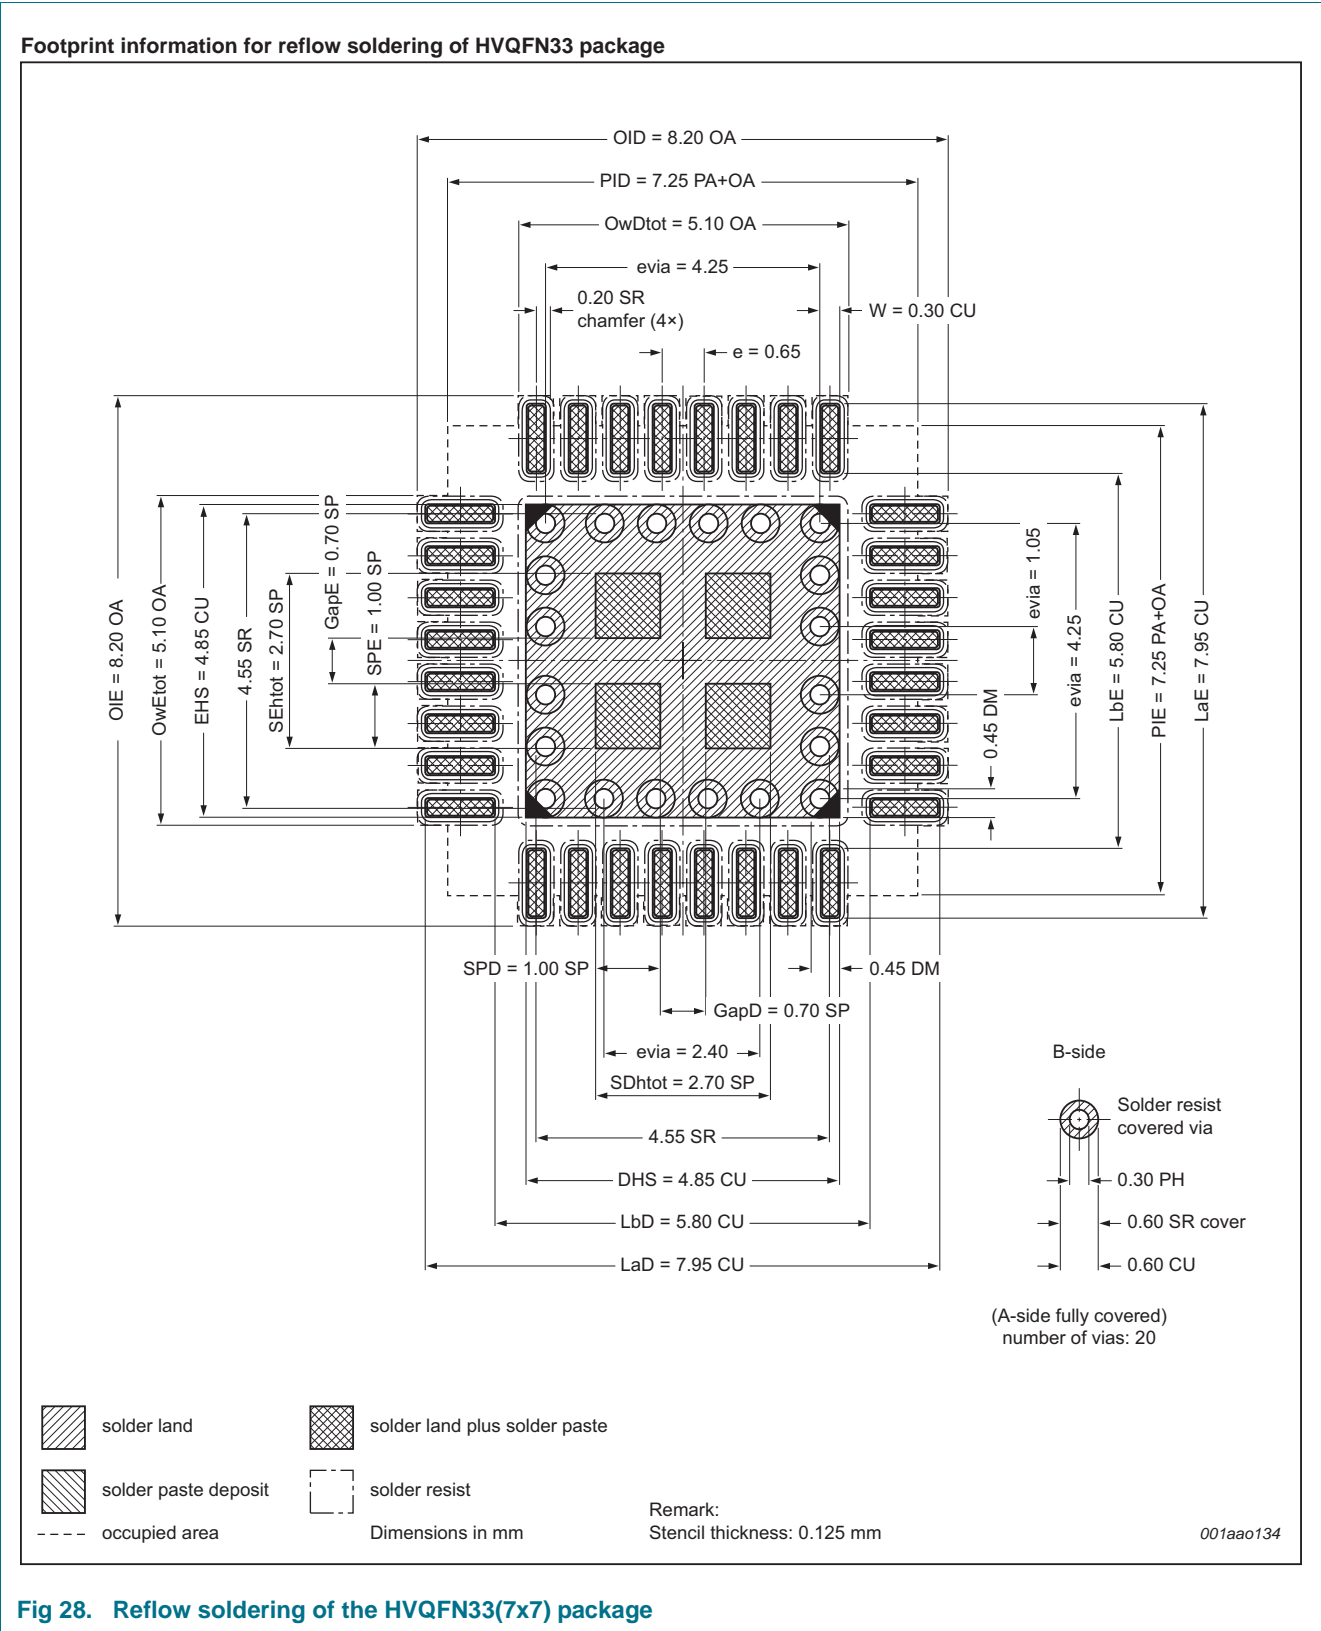 Footprint information for reflow soldering of HVQFN33 package
OID = 8.20 OA
PID = 7.25 PA+OA
OwDtot = 5.10 OA
evia = 4.25
0.20 SR
chamfer (4×)
W = 0.30 CU
e = 0.65
OIE = 8.20 OA
OwEtot = 5.10 OA
EHS = 4.85 CU
4.55 SR
SEhtot = 2.70 SP
GapE = 0.70 SP
SPE = 1.00 SP
evia = 1.05
0.45 DM
evia = 4.25
LbE = 5.80 CU
PIE = 7.25 PA+OA
LaE = 7.95 CU
SPD = 1.00 SP
0.45 DM
GapD = 0.70 SP
evia = 2.40
SDhtot = 2.70 SP
4.55 SR
DHS = 4.85 CU
LbD = 5.80 CU
LaD = 7.95 CU
B-side
Solder resist
covered via
0.30 PH
0.60 SR cover
0.60 CU
(A-side fully covered)
number of vias: 20
solder land
solder land plus solder paste
solder paste deposit
solder resist
occupied area
Dimensions in mm
Remark:
Stencil thickness: 0.125 mm
001aao134
Fig 28. Reflow soldering of the HVQFN33(7x7) package